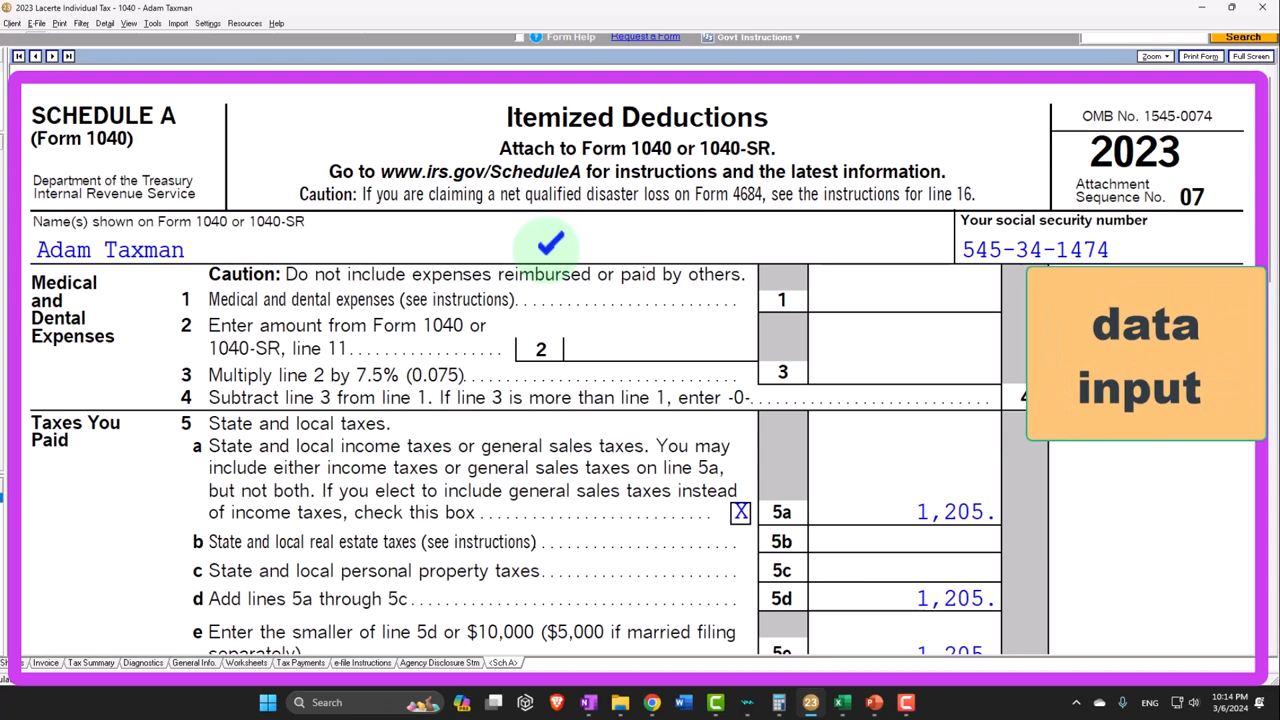 2023 Lacerte Individual Tax - 1040 - Adam Taxman
Client E-File Print Filter Detail View Tools Import Settings Resources Help
Form Help Request a Form Govt Instructions Search
Zoom Print Form Full Screen
SCHEDULE A
(Form 1040)
Department of the Treasury
Internal Revenue Service
Itemized Deductions
Attach to Form 1040 or 1040-SR.
Go to www.irs.gov/ScheduleA for instructions and the latest information.
Caution: If you are claiming a net qualified disaster loss on Form 4684, see the instructions for line 16.
OMB No. 1545-0074
2023
Attachment
Sequence No. 07
Name(s) shown on Form 1040 or 1040-SR
Adam Taxman
Your social security number
545-34-1474
Medical
and
Dental
Expenses
Caution: Do not include expenses reimbursed or paid by others.
1 Medical and dental expenses (see instructions). 1
2 Enter amount from Form 1040 or
1040-SR, line 11 2
3 Multiply line 2 by 7.5% (0.075) 3
4 Subtract line 3 from line 1. If line 3 is more than line 1, enter -0- 4
data
input
Taxes You
Paid
5 State and local taxes.
a State and local income taxes or general sales taxes. You may
include either income taxes or general sales taxes on line 5a,
but not both. If you elect to include general sales taxes instead
of income taxes, check this box X 5a 1,205.
b State and local real estate taxes (see instructions) 5b
c State and local personal property taxes 5c
d Add lines 5a through 5c 5d 1,205.
e Enter the smaller of line 5d or $10,000 ($5,000 if married filing
separately) 5e 1,205.
Invoice Tax Summary Diagnostics General Info. Worksheets Tax Payments e-file Instructions Agency Disclosure Stm <Sch A>
Search
23
ENG
10:14 PM
3/6/2024